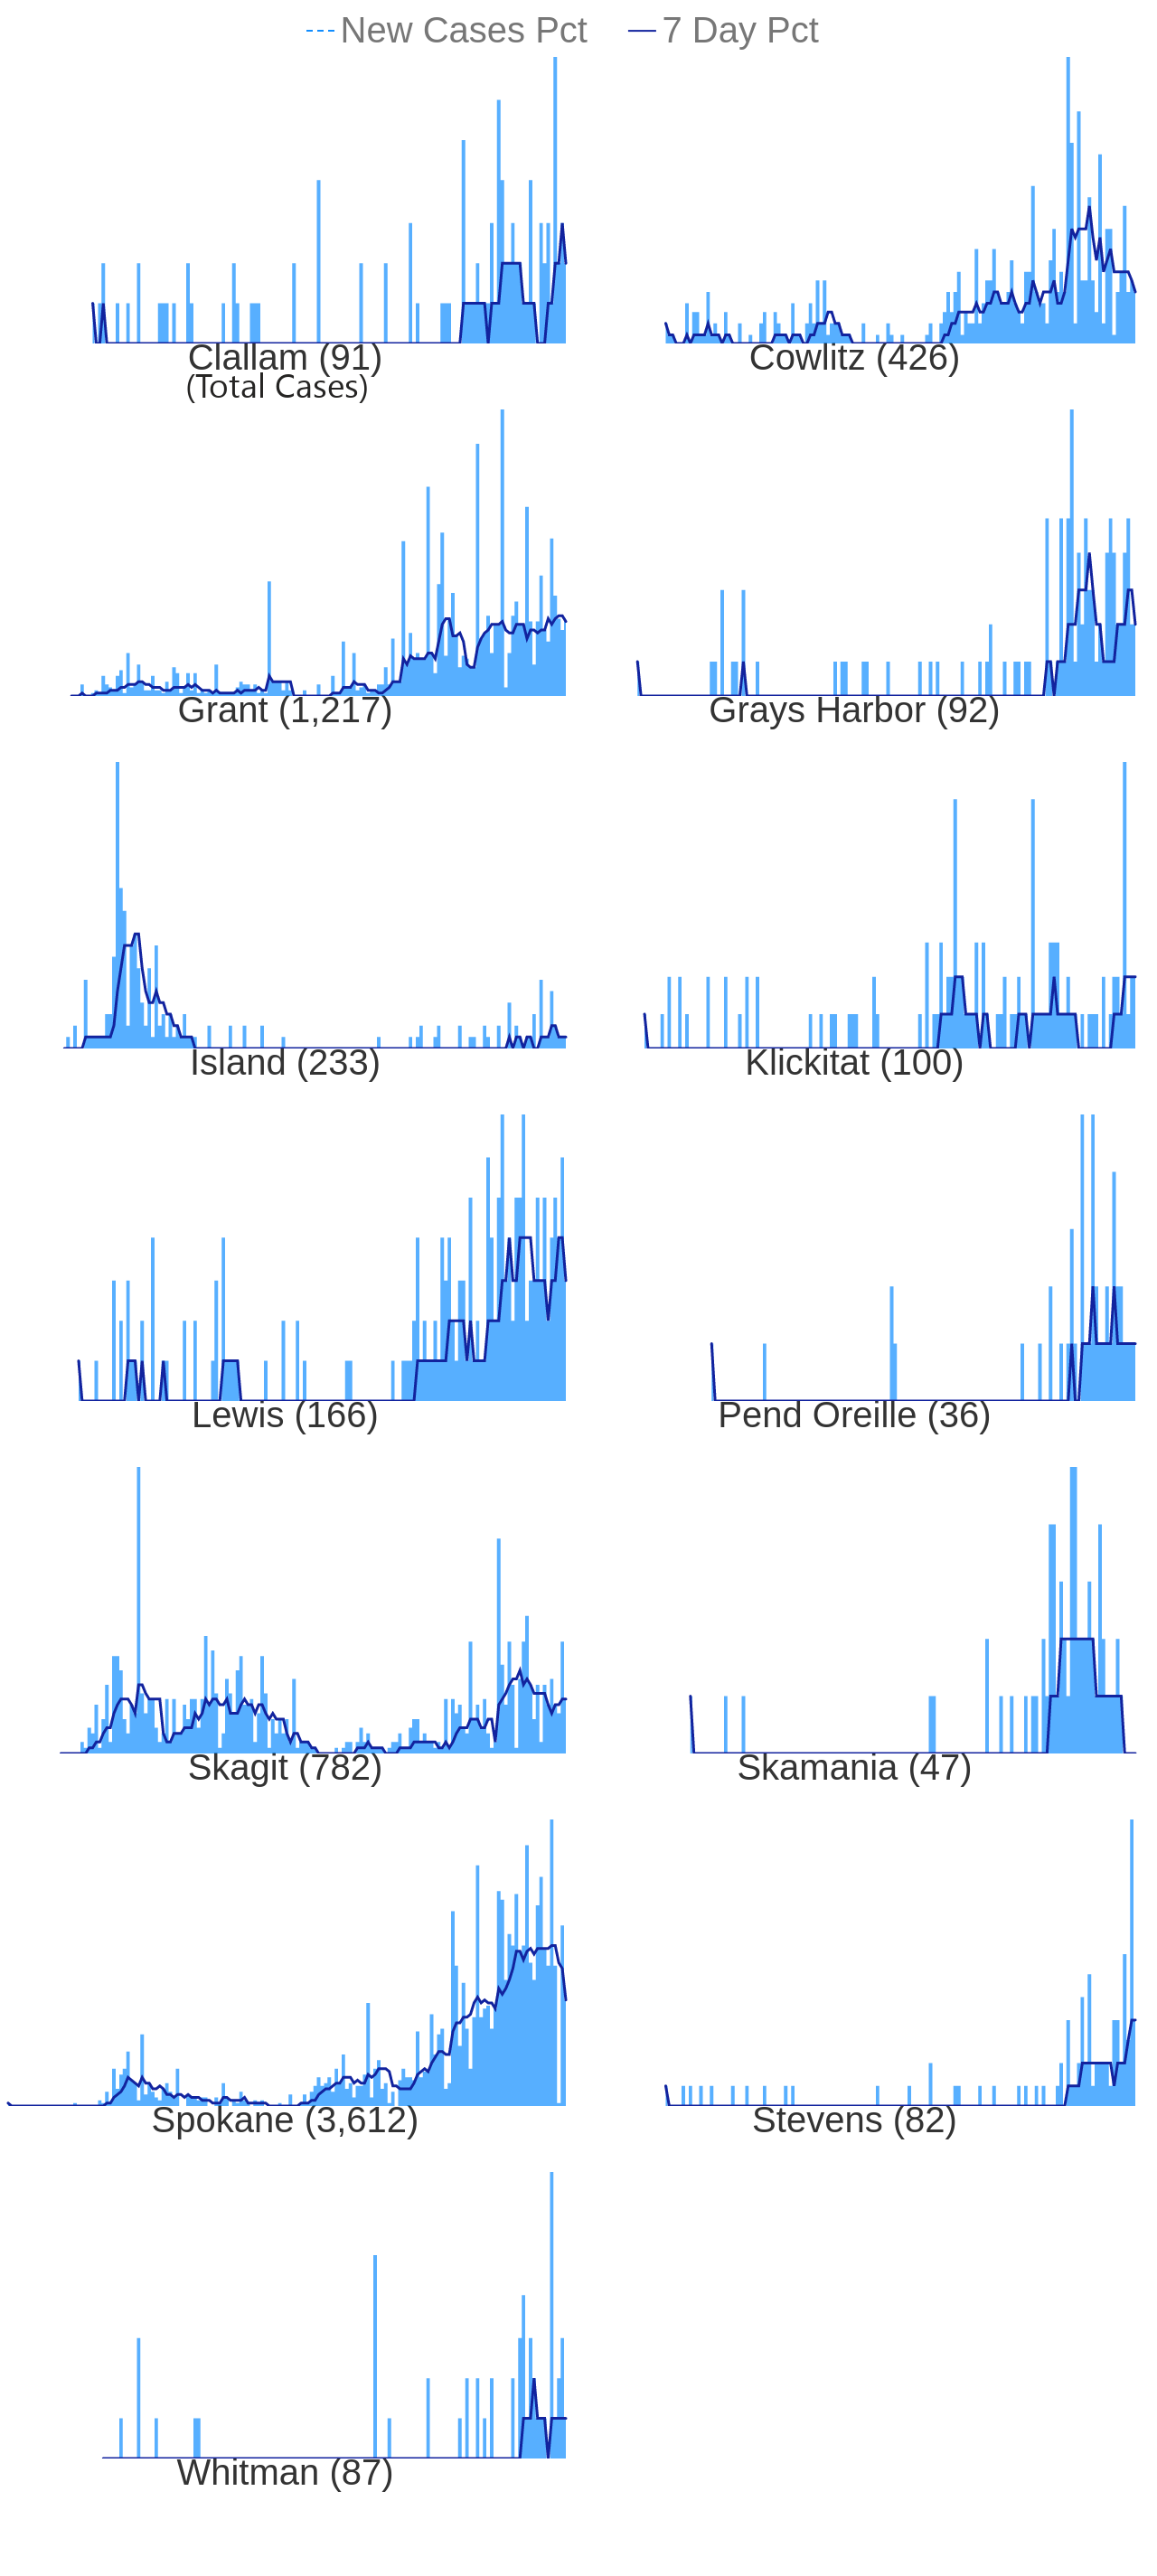 New Cases Pct 7 Day Pct
Clallam (91) Cowlitz (426)
(Total Cases)
Grant (1,217) Grays Harbor (92)
Island (233) Klickitat (100)
Lewis (166) Pend Oreille (36)
Skagit (782) Skamania (47)
Spokane (3,612) Stevens (82)
Whitman (87)